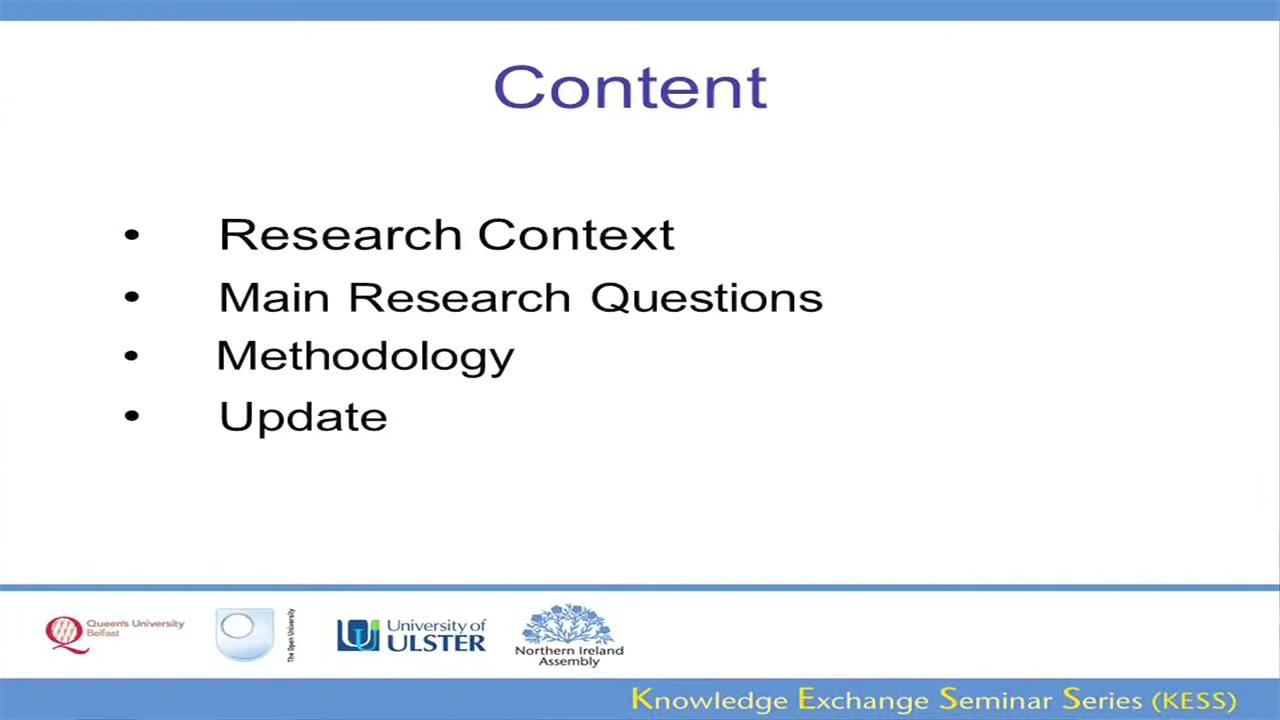 Content
• Research Context
• Main Research Questions
• Methodology
• Update
Queen's University
Belfast
The Open University
University of
ULSTER
Northern Ireland
Assembly
Knowledge Exchange Seminar Series (KESS)